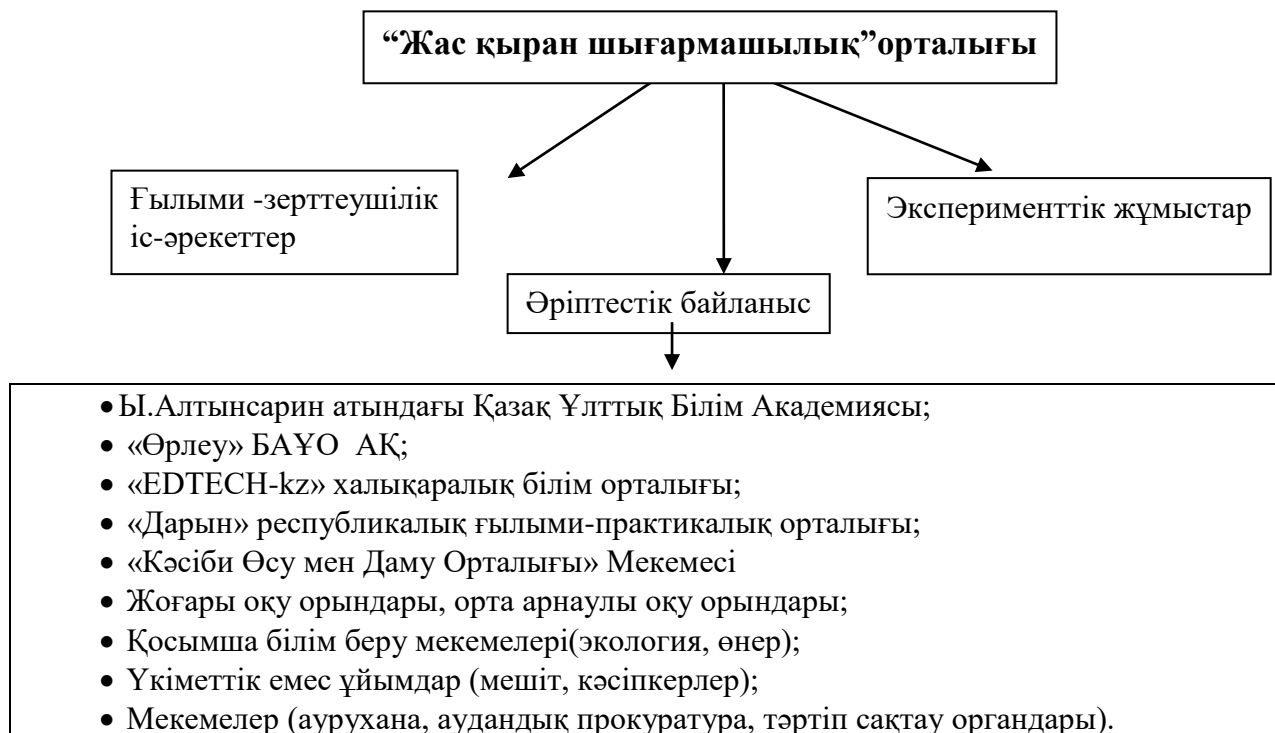 “Жас қыран шығармашылық”орталығы
Ғылыми -зерттеушілік
іс-әрекеттер
Эксперименттік жұмыстар
Әріптестік байланыс
•Ы.Алтынсарин атындағы Қазақ Ұлттық Білім Академиясы;
• «Өрлеу» БАҰО АҚ;
• «EDTECH-kz» халықаралық білім орталығы;
• «Дарын» республикалық ғылыми-практикалық орталығы;
• «Кәсіби Өсу мен Даму Орталығы» Мекемесі
• Жоғары оқу орындары, орта арнаулы оқу орындары;
• Қосымша білім беру мекемелері(экология, өнер);
• Үкіметтік емес ұйымдар (мешіт, кәсіпкерлер);
• Мекемелер (аурухана, аудандық прокуратура, тәртіп сақтау органдары).